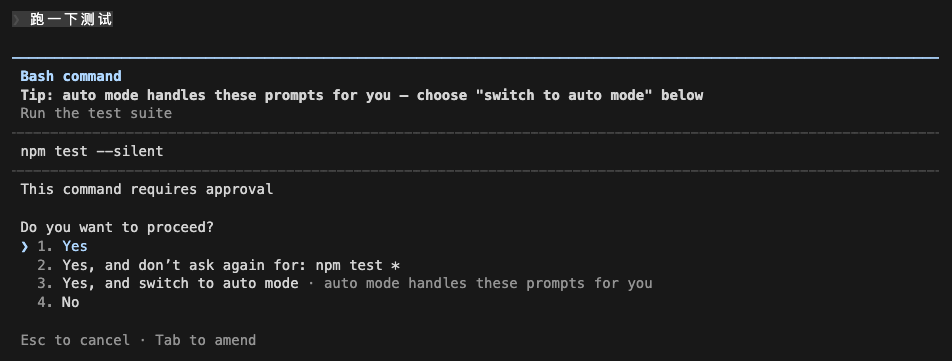 ❯ 跑一下测试
Bash command
Tip: auto mode handles these prompts for you — choose "switch to auto mode" below
Run the test suite
npm test --silent
This command requires approval
Do you want to proceed?
❯ 1. Yes
2. Yes, and don’t ask again for: npm test *
3. Yes, and switch to auto mode · auto mode handles these prompts for you
4. No
Esc to cancel · Tab to amend